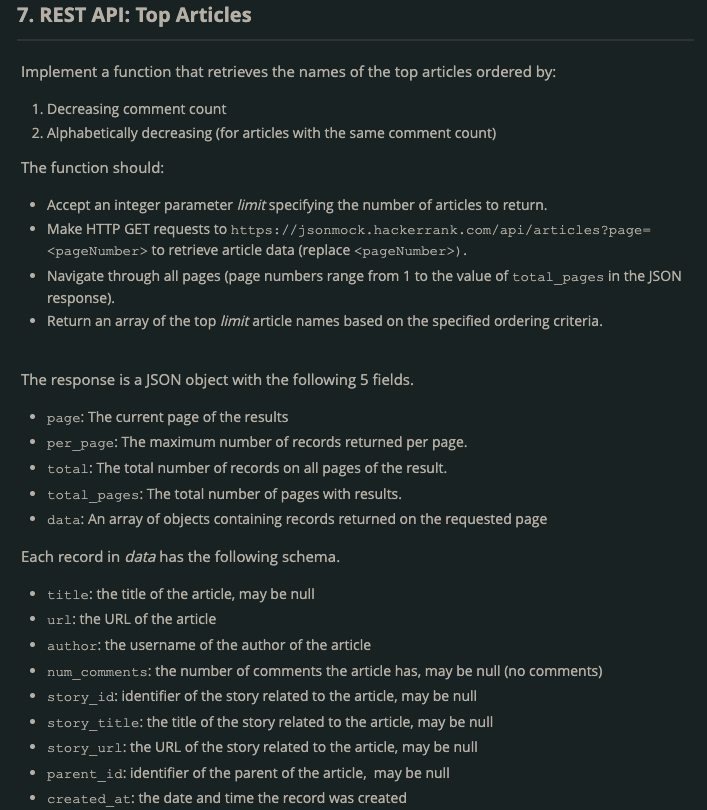 7. REST API: Top Articles
Implement a function that retrieves the names of the top articles ordered by:
1. Decreasing comment count
2. Alphabetically decreasing (for articles with the same comment count)
The function should:
• Accept an integer parameter limit specifying the number of articles to return.
• Make HTTP GET requests to https://jsonmock.hackerrank.com/api/articles?page=
<pageNumber> to retrieve article data (replace <pageNumber>).
• Navigate through all pages (page numbers range from 1 to the value of total_pages in the JSON
response).
• Return an array of the top limit article names based on the specified ordering criteria.
The response is a JSON object with the following 5 fields.
• page: The current page of the results
• per_page: The maximum number of records returned per page.
• total: The total number of records on all pages of the result.
• total_pages: The total number of pages with results.
• data: An array of objects containing records returned on the requested page
Each record in data has the following schema.
• title: the title of the article, may be null
• url: the URL of the article
• author: the username of the author of the article
• num_comments: the number of comments the article has, may be null (no comments)
• story_id: identifier of the story related to the article, may be null
• story_title: the title of the story related to the article, may be null
• story_url: the URL of the story related to the article, may be null
• parent_id: identifier of the parent of the article, may be null
• created_at: the date and time the record was created